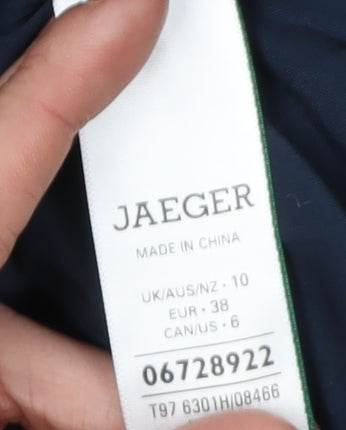 JAEGER
MADE IN CHINA
UK/AUS/NZ · 10
EUR · 38
CAN/US · 6
06728922
T97 6301H/08466